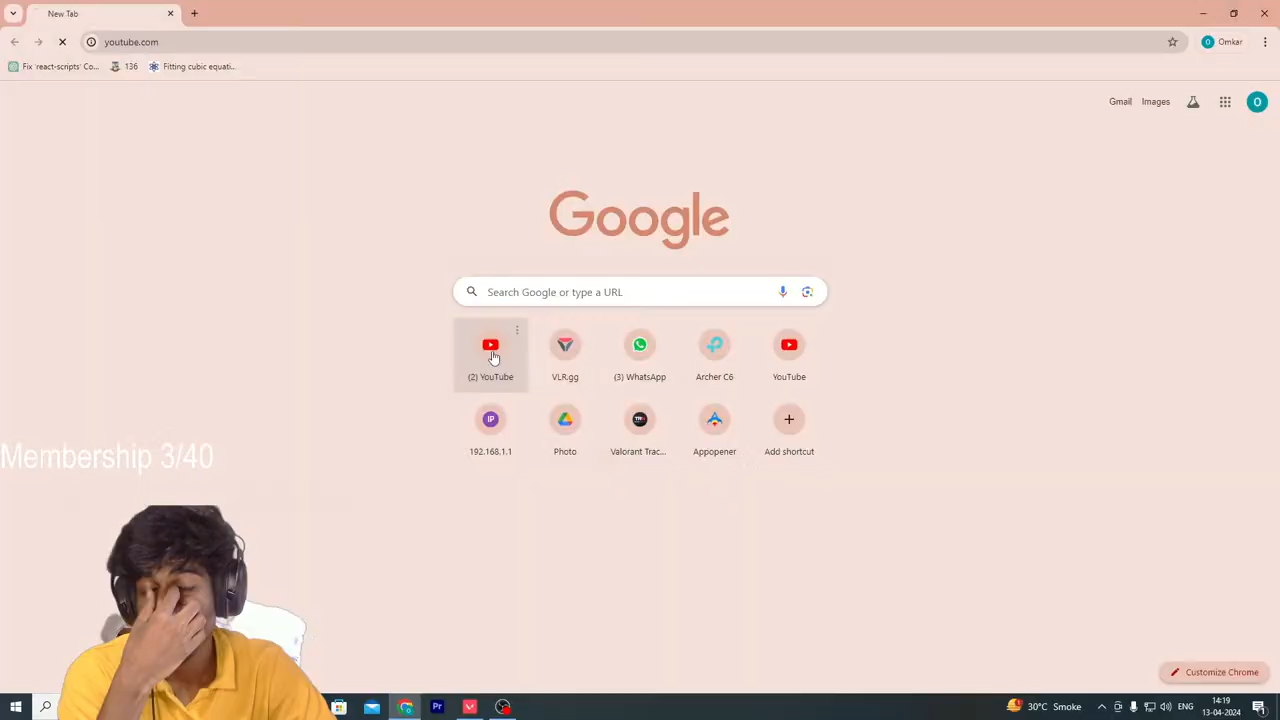 New Tab
youtube.com
Omkar
Fix 'react-scripts' Co...
136
Fitting cubic equati...
Gmail
Images
O
Google
Search Google or type a URL
(2) YouTube
VLR.gg
(3) WhatsApp
Archer C6
YouTube
IP
192.168.1.1
Photo
Valorant Trac...
Appopener
Add shortcut
Membership 3/40
Customize Chrome
Pr
30°C Smoke
ENG
14:19
13-04-2024